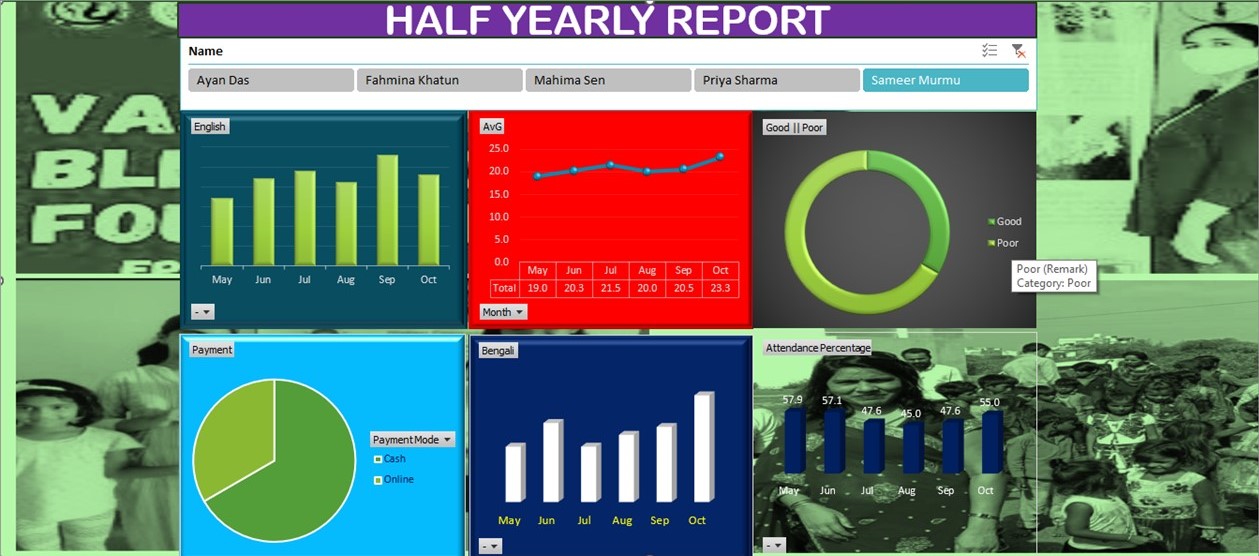 HALF YEARLY REPORT
Name
Ayan Das Fahmina Khatun Mahima Sen Priya Sharma Sameer Murmu
VA
BLE
FO
FO
English
May Jun Jul Aug Sep Oct
-
AvG
25.0
20.0
15.0
10.0
5.0
0.0
May Jun Jul Aug Sep Oct
Total 19.0 20.3 21.5 20.0 20.5 23.3
Month
Good || Poor
Good
Poor
Poor (Remark)
Category: Poor
Payment
Payment Mode
Cash
Online
Bengali
May Jun Jul Aug Sep Oct
-
Attendance Percentage
57.9 57.1 47.6 45.0 47.6 55.0
May Jun Jul Aug Sep Oct
-